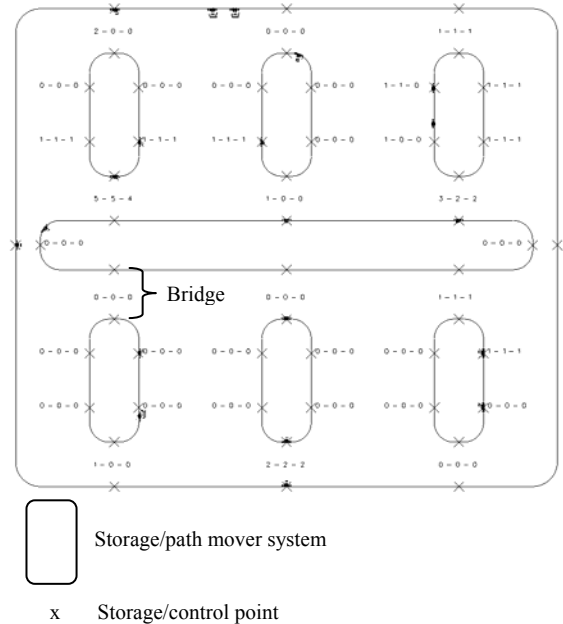 2-0-0 0-0-0 1-1-1
0-0-0 0-0-0 0-0-0 0-0-0 1-1-0 1-1-1
1-1-1 1-1-1 1-1-1 0-0-0 1-0-0 1-1-1
5-5-4 1-0-0 3-2-2
0-0-0 0-0-0
Bridge
0-0-0 0-0-0 1-1-1
0-0-0 0-0-0 0-0-0 0-0-0 0-0-0 1-1-1
0-0-0 0-0-0 0-0-0 0-0-0 0-0-0 0-0-0
1-0-0 2-2-2 0-0-0
Storage/path mover system
x Storage/control point